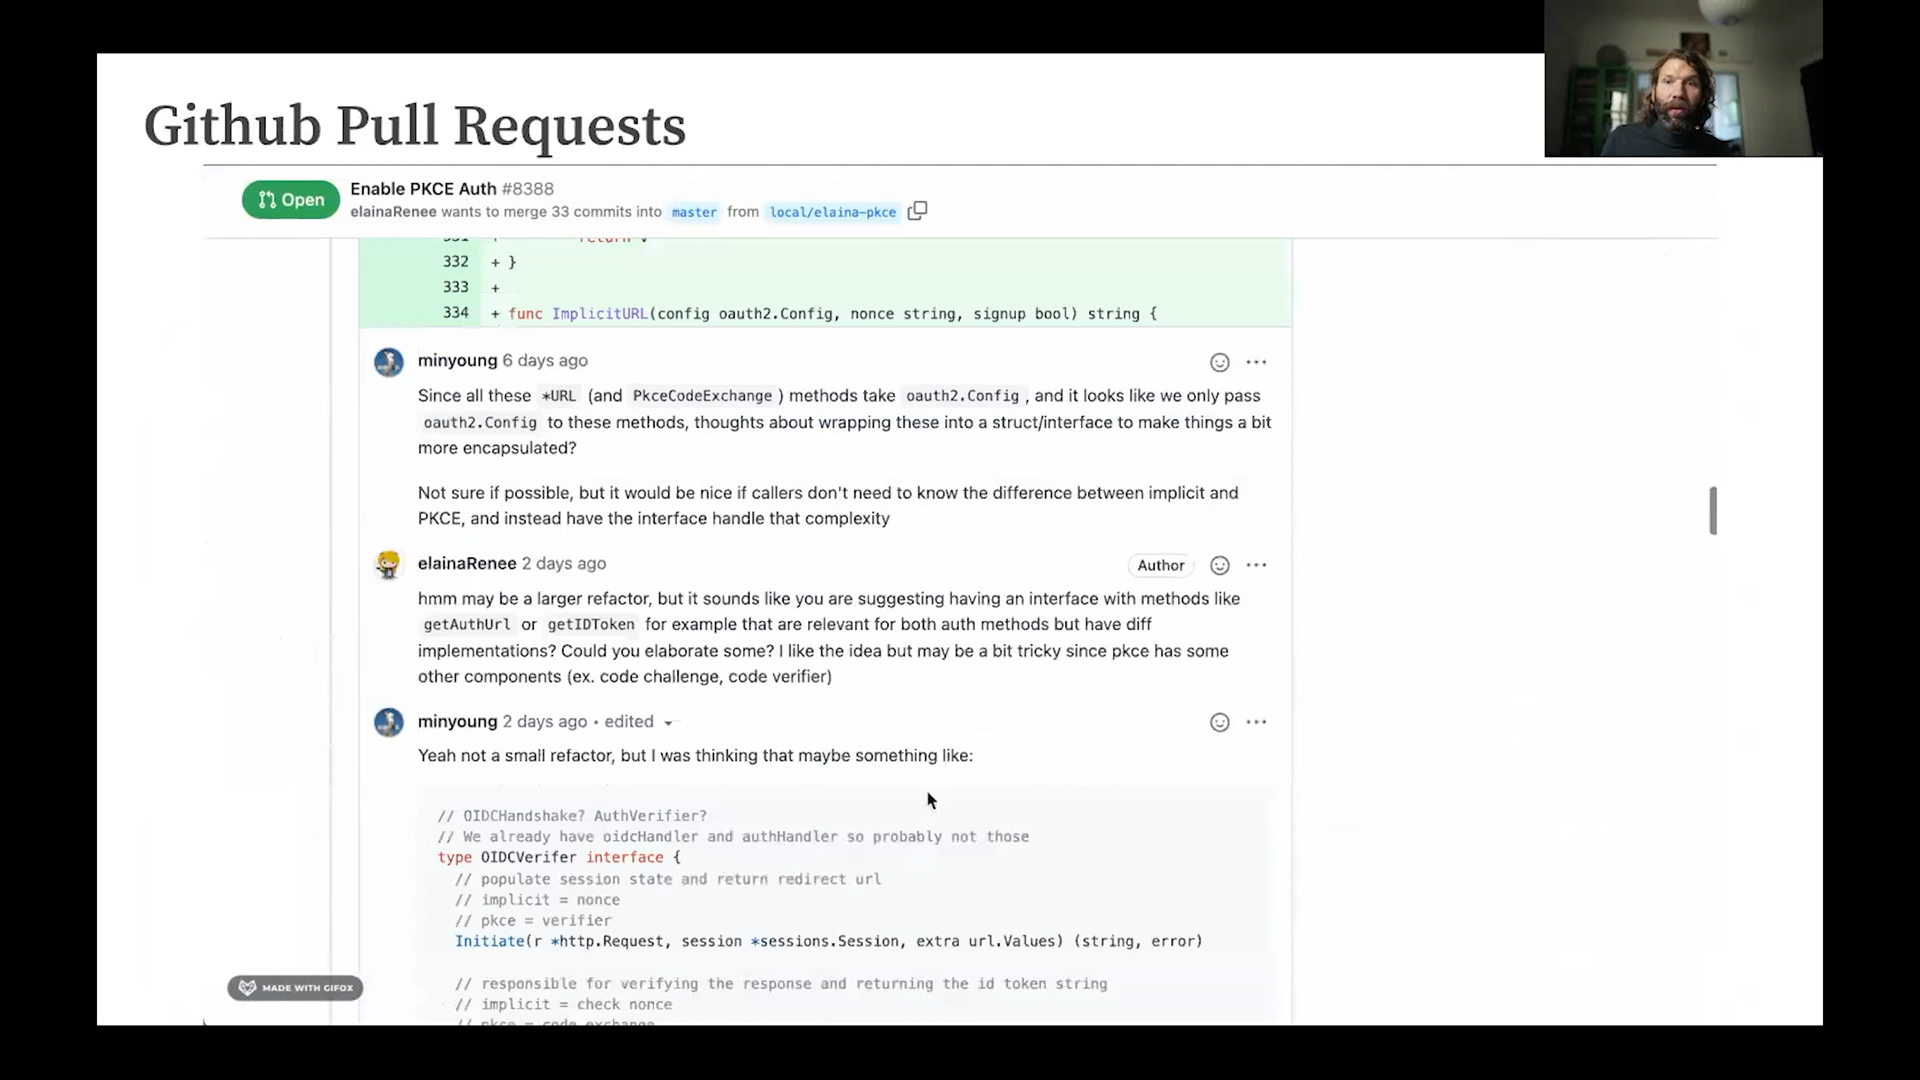 Github Pull Requests
Open
Enable PKCE Auth #8388
elainaRenee wants to merge 33 commits into master from local/elaina-pkce
332 + }
333 +
334 + func ImplicitURL(config oauth2.Config, nonce string, signup bool) string {
minyoung 6 days ago
Since all these *URL (and PkceCodeExchange ) methods take oauth2.Config , and it looks like we only pass
oauth2.Config to these methods, thoughts about wrapping these into a struct/interface to make things a bit
more encapsulated?
Not sure if possible, but it would be nice if callers don't need to know the difference between implicit and
PKCE, and instead have the interface handle that complexity
elainaRenee 2 days ago
Author
hmm may be a larger refactor, but it sounds like you are suggesting having an interface with methods like
getAuthUrl or getIDToken for example that are relevant for both auth methods but have diff
implementations? Could you elaborate some? I like the idea but may be a bit tricky since pkce has some
other components (ex. code challenge, code verifier)
minyoung 2 days ago • edited
Yeah not a small refactor, but I was thinking that maybe something like:
// OIDCHandshake? AuthVerifier?
// We already have oidcHandler and authHandler so probably not those
type OIDCVerifer interface {
// populate session state and return redirect url
// implicit = nonce
// pkce = verifier
Initiate(r *http.Request, session *sessions.Session, extra url.Values) (string, error)
// responsible for verifying the response and returning the id token string
// implicit = check nonce
// pkce = code exchange
MADE WITH GIFOX